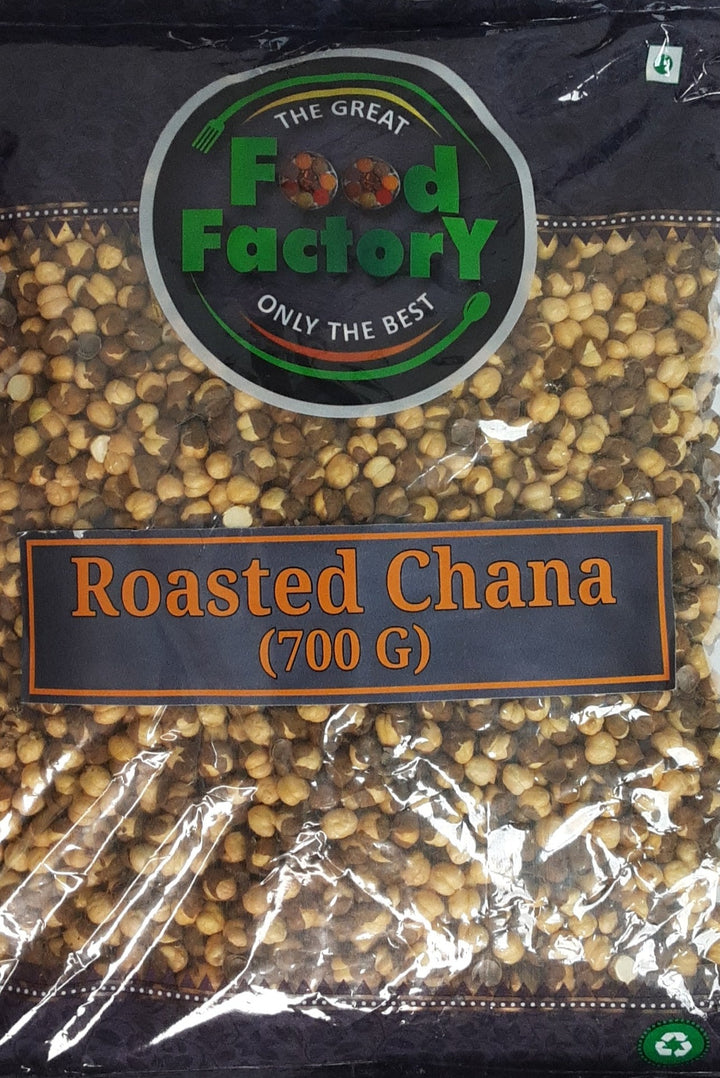 THE GREAT
Food
FactorY
ONLY THE BEST
Roasted Chana
(700 G)